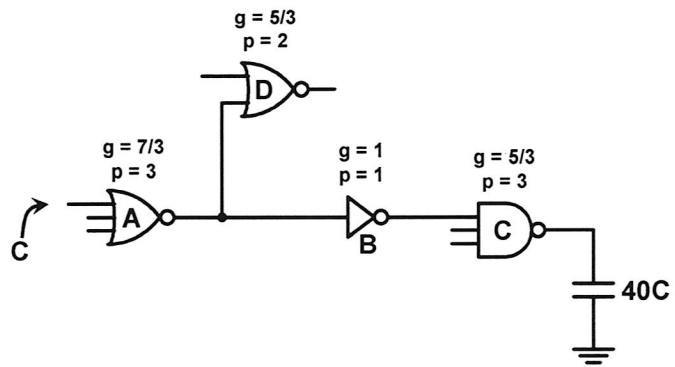 g = 5/3
p = 2
D
g = 7/3
p = 3
A
C
g = 1
p = 1
B
g = 5/3
p = 3
C
40C